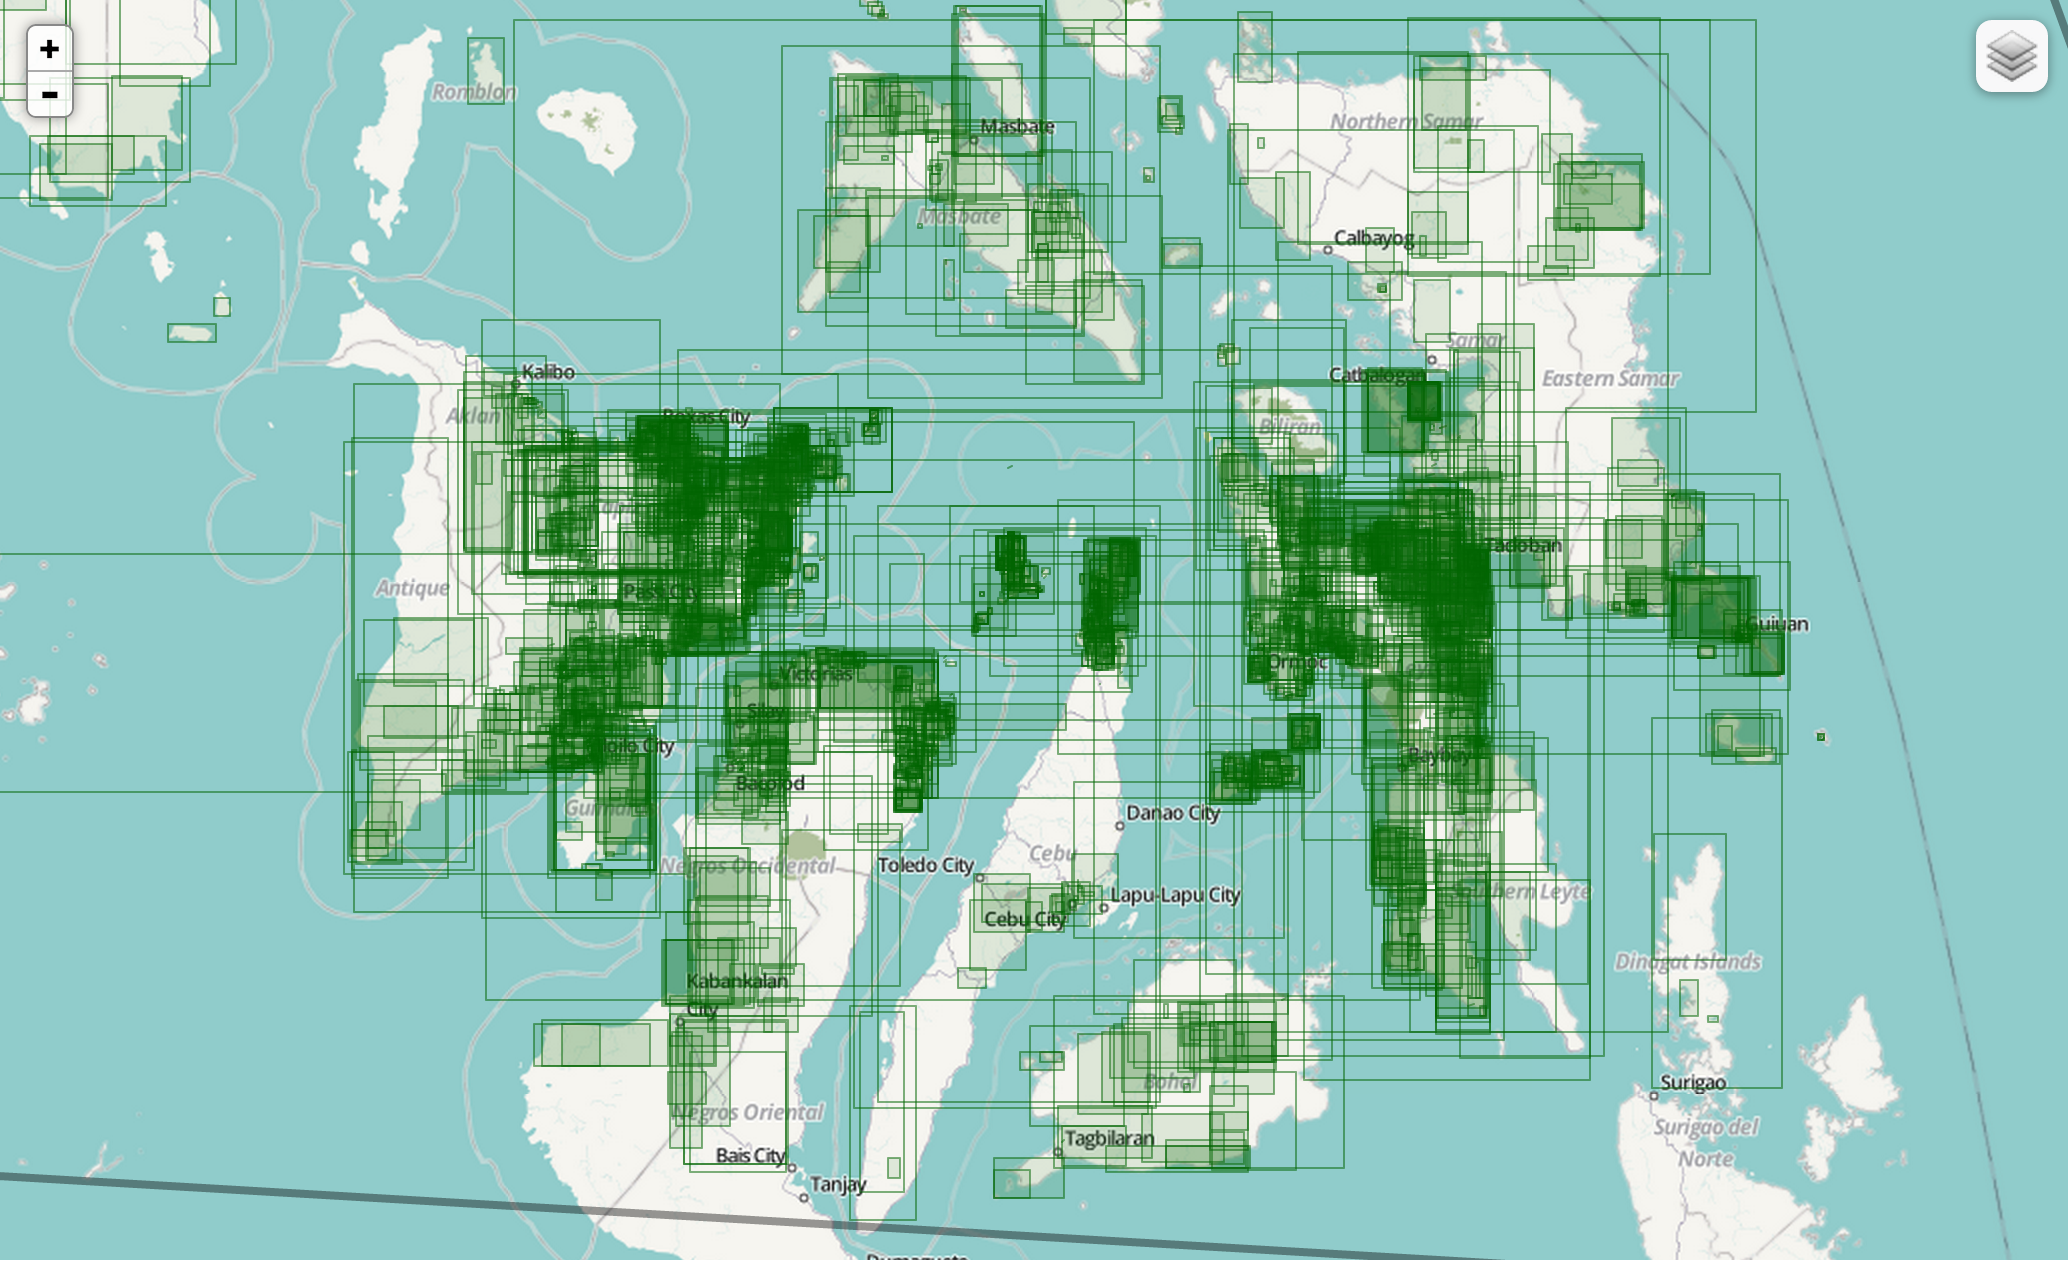 +
-
Romblon
Masbate
Northern Samar
Masbate
Calbayog
Samar
Kalibo
Catbalogan
Eastern Samar
Aklan
Roxas City
Biliran
Tacloban
Antique
Passi City
Guiuan
Ormoc
Victorias
Silay
Iloilo City
Baybay
Bacolod
Guimaras
Danao City
Cebu
Negros Occidental
Toledo City
Southern Leyte
Lapu-Lapu City
Cebu City
Dinagat Islands
Kabankalan
City
Bohol
Surigao
Negros Oriental
Surigao del
Norte
Tagbilaran
Bais City
Tanjay